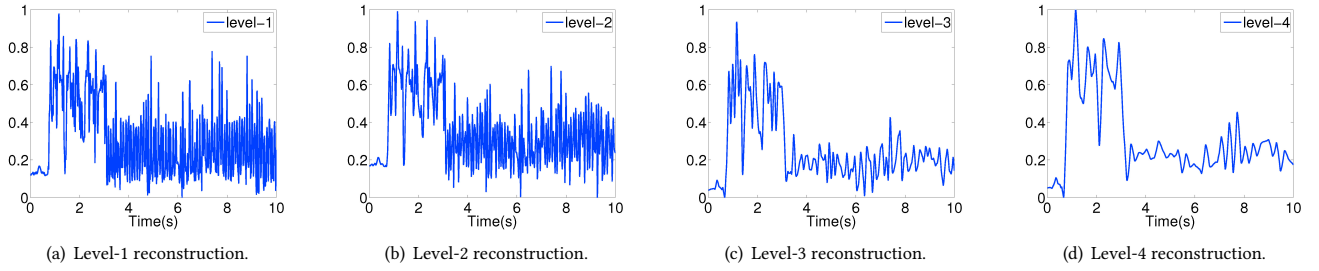 level-1
1
0.8
0.6
0.4
0.2
0
0 2 4 6 8 10
Time(s)
(a) Level-1 reconstruction.
level-2
1
0.8
0.6
0.4
0.2
0
0 2 4 6 8 10
Time(s)
(b) Level-2 reconstruction.
level-3
1
0.8
0.6
0.4
0.2
0
0 2 4 6 8 10
Time(s)
(c) Level-3 reconstruction.
level-4
1
0.8
0.6
0.4
0.2
0
0 2 4 6 8 10
Time(s)
(d) Level-4 reconstruction.